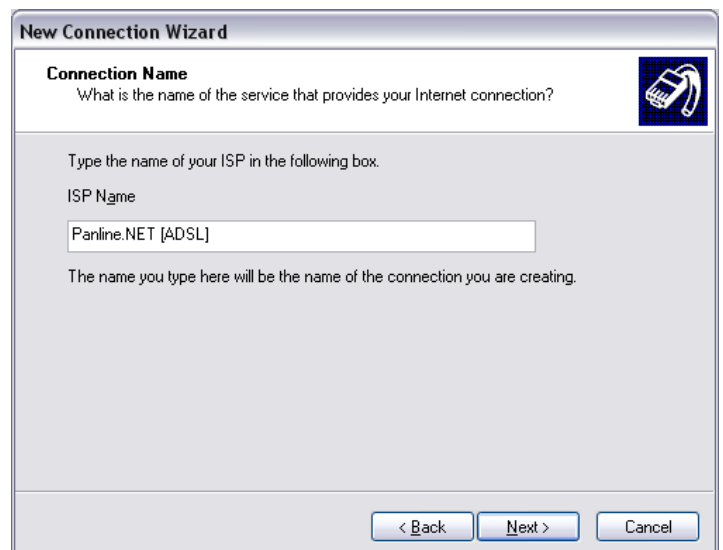 New Connection Wizard
Connection Name
What is the name of the service that provides your Internet connection?
Type the name of your ISP in the following box.
ISP Name
Panline.NET [ADSL]
The name you type here will be the name of the connection you are creating.
< Back Next > Cancel